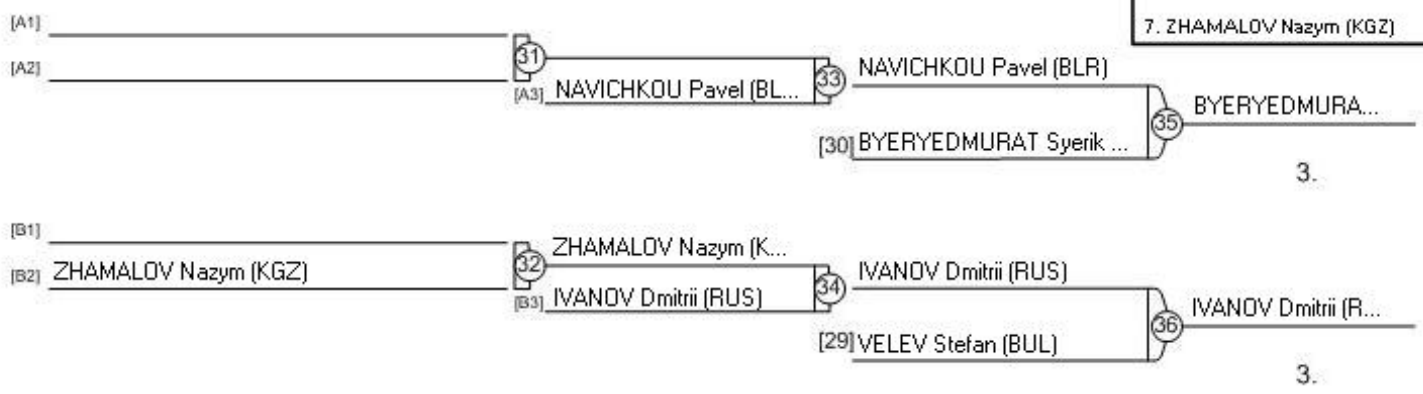 [A1]
7. ZHAMALOV Nazym (KGZ)
31
[A2]
NAVICHKOU Pavel (BLR)
33
[A3] NAVICHKOU Pavel (BL...
BYERYEDMURA...
35
[30] BYERYEDMURAT Syerik ...
3.
[B1]
ZHAMALOV Nazym (K...
[B2] ZHAMALOV Nazym (KGZ)
32
IVANOV Dmitrii (RUS)
34
[B3] IVANOV Dmitrii (RUS)
IVANOV Dmitrii (R...
36
[29] VELEV Stefan (BUL)
3.